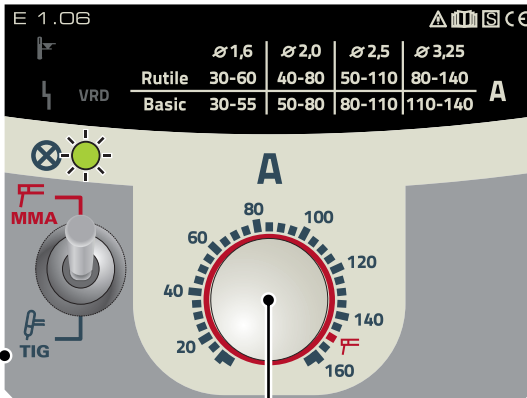 E 1.06 S CE
ø 1,6 ø 2,0 ø 2,5 ø 3,25
Rutile 30-60 40-80 50-110 80-140 A
VRD Basic 30-55 50-80 80-110 110-140
A
MMA
TIG
20 40 60 80 100 120 140 160